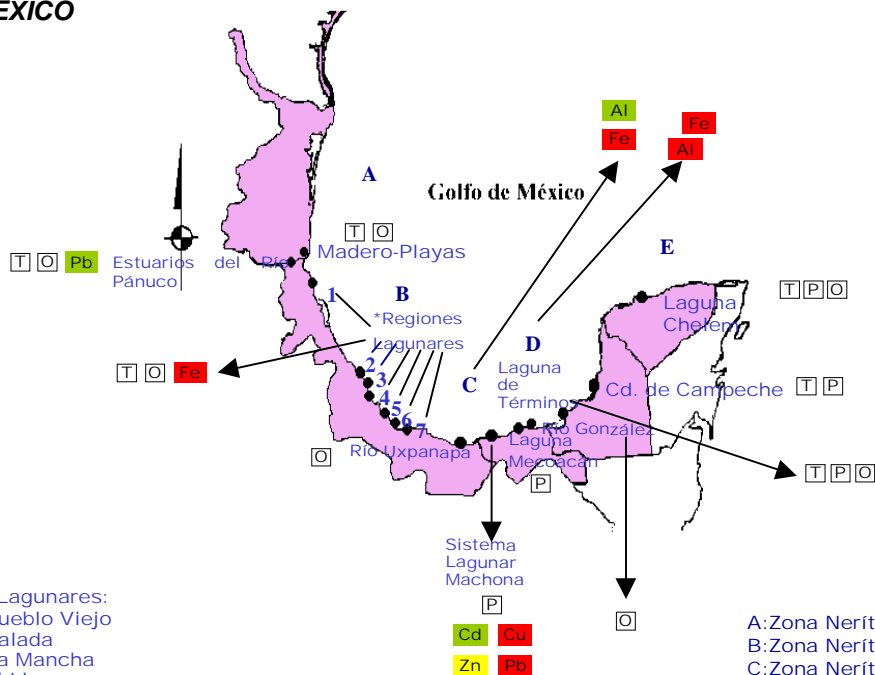 EXICO
Al
Fe
Fe
Al
A
Golfo de México
T O
Madero-Playas
E
T O Pb
Estuarios del Río
Pánuco
T P O
1
B
Laguna
Chelem
*Regiones
Lagunares
D
2
Laguna
de
Términos
T O Fe
3
C
Cd. de Campeche
T P
4
5
6
7
Río González
O
Río Uxpanapa
Laguna
Mecoacán
T P O
P
Sistema
Lagunar
Machona
P
O
Lagunares:
ueblo Viejo
alada
a Mancha
Cd Cu
Zn Pb
A:Zona Nerít
B:Zona Nerít
C:Zona Nerít